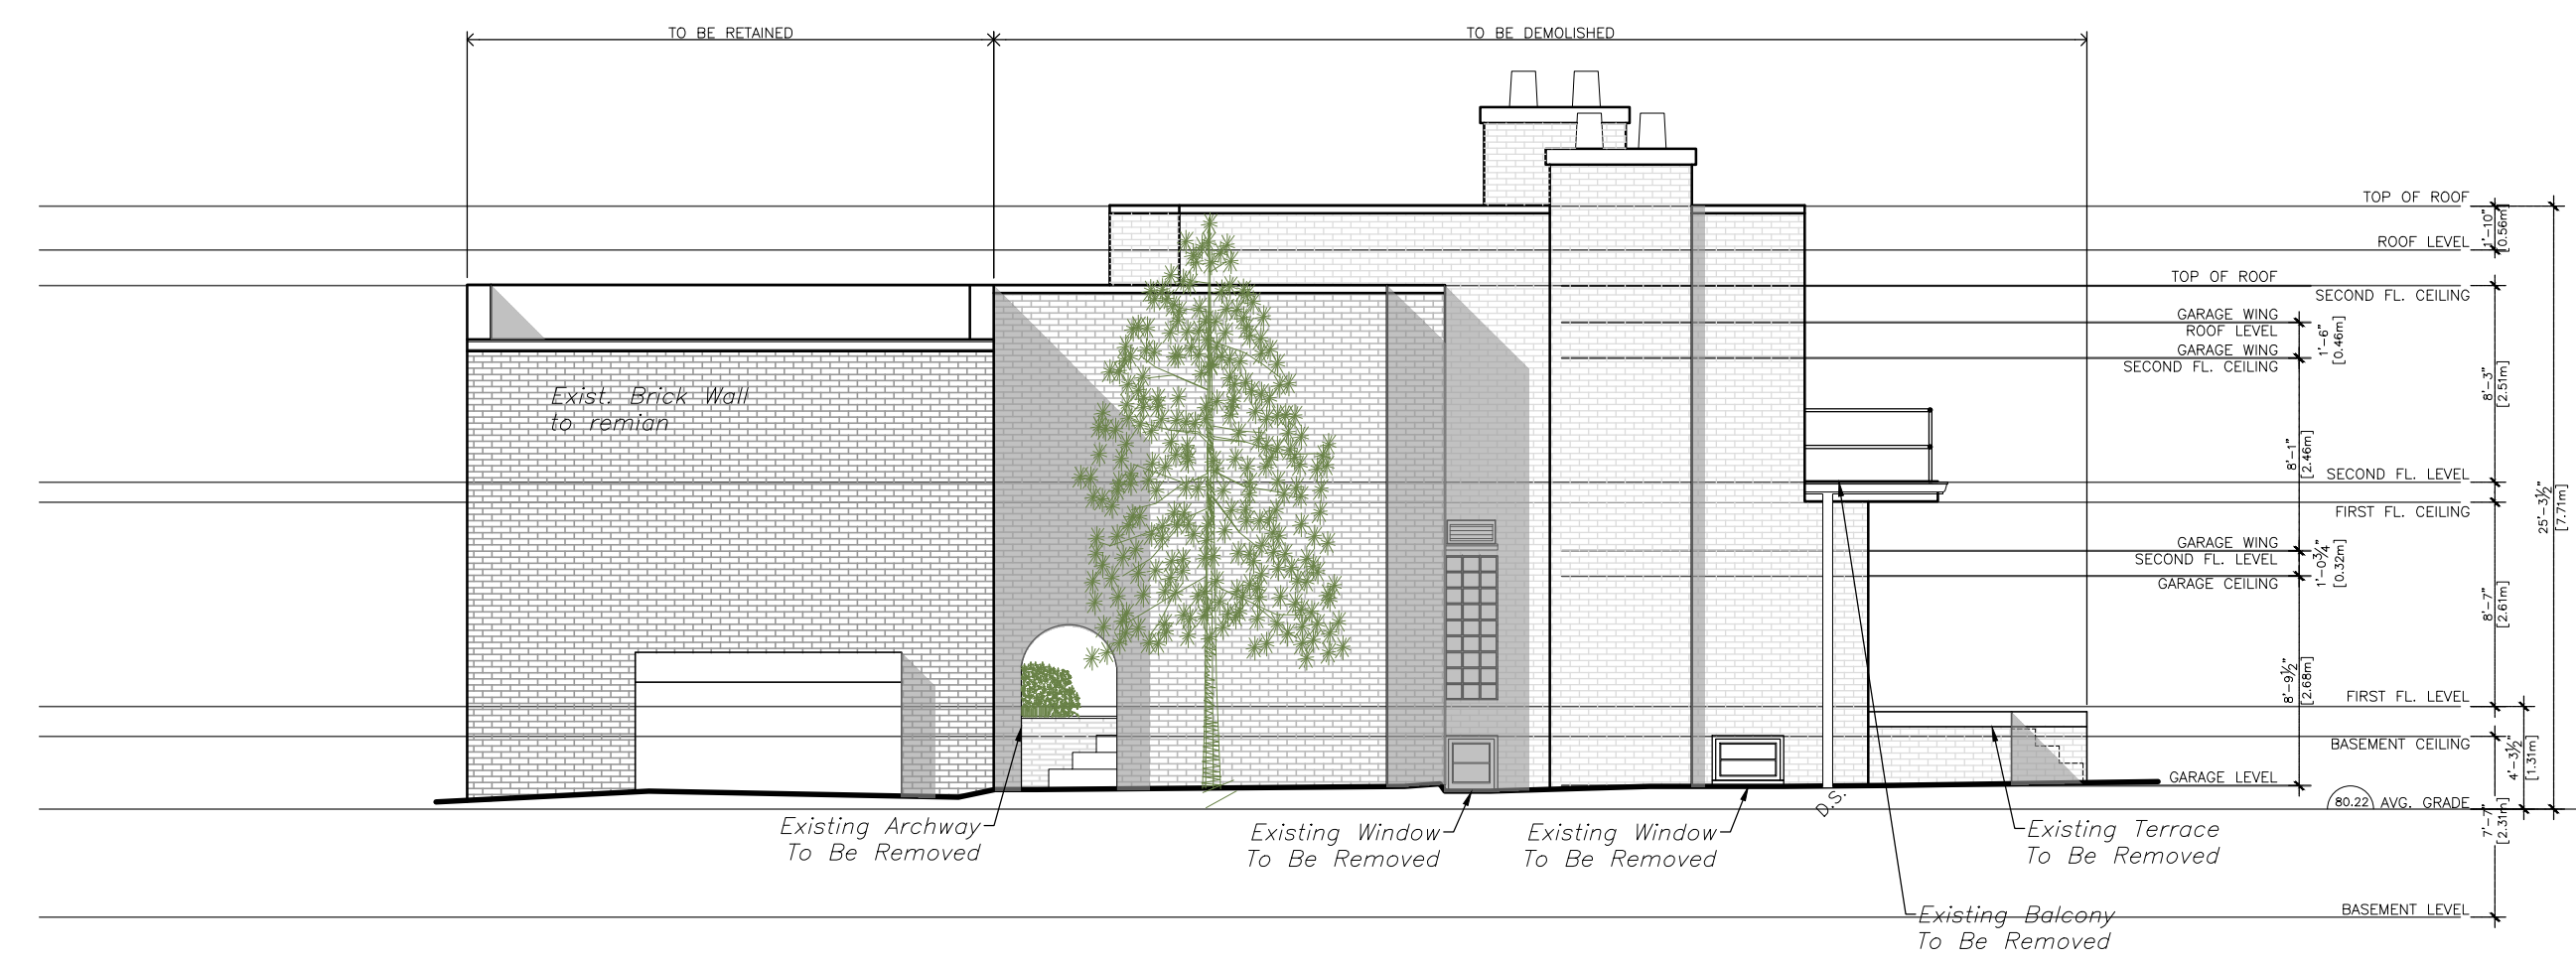 TO BE RETAINED
TO BE DEMOLISHED
TOP OF ROOF
1'-10"
[0.56m]
ROOF LEVEL
TOP OF ROOF
SECOND FL. CEILING
GARAGE WING
ROOF LEVEL
1'-6"
[0.46m]
GARAGE WING
SECOND FL. CEILING
8'-3"
[2.51m]
Exist. Brick Wall
to remian
8'-1"
[2.46m]
SECOND FL. LEVEL
FIRST FL. CEILING
25'-3½"
[7.71m]
GARAGE WING
SECOND FL. LEVEL
1'-0¾"
[0.32m]
GARAGE CEILING
8'-7"
[2.61m]
8'-9½"
[2.68m]
FIRST FL. LEVEL
BASEMENT CEILING
4'-3½"
[1.31m]
GARAGE LEVEL
80.22 AVG. GRADE
D.S.
7'-7"
[2.31m]
Existing Archway
To Be Removed
Existing Window
To Be Removed
Existing Window
To Be Removed
Existing Terrace
To Be Removed
Existing Balcony
To Be Removed
BASEMENT LEVEL